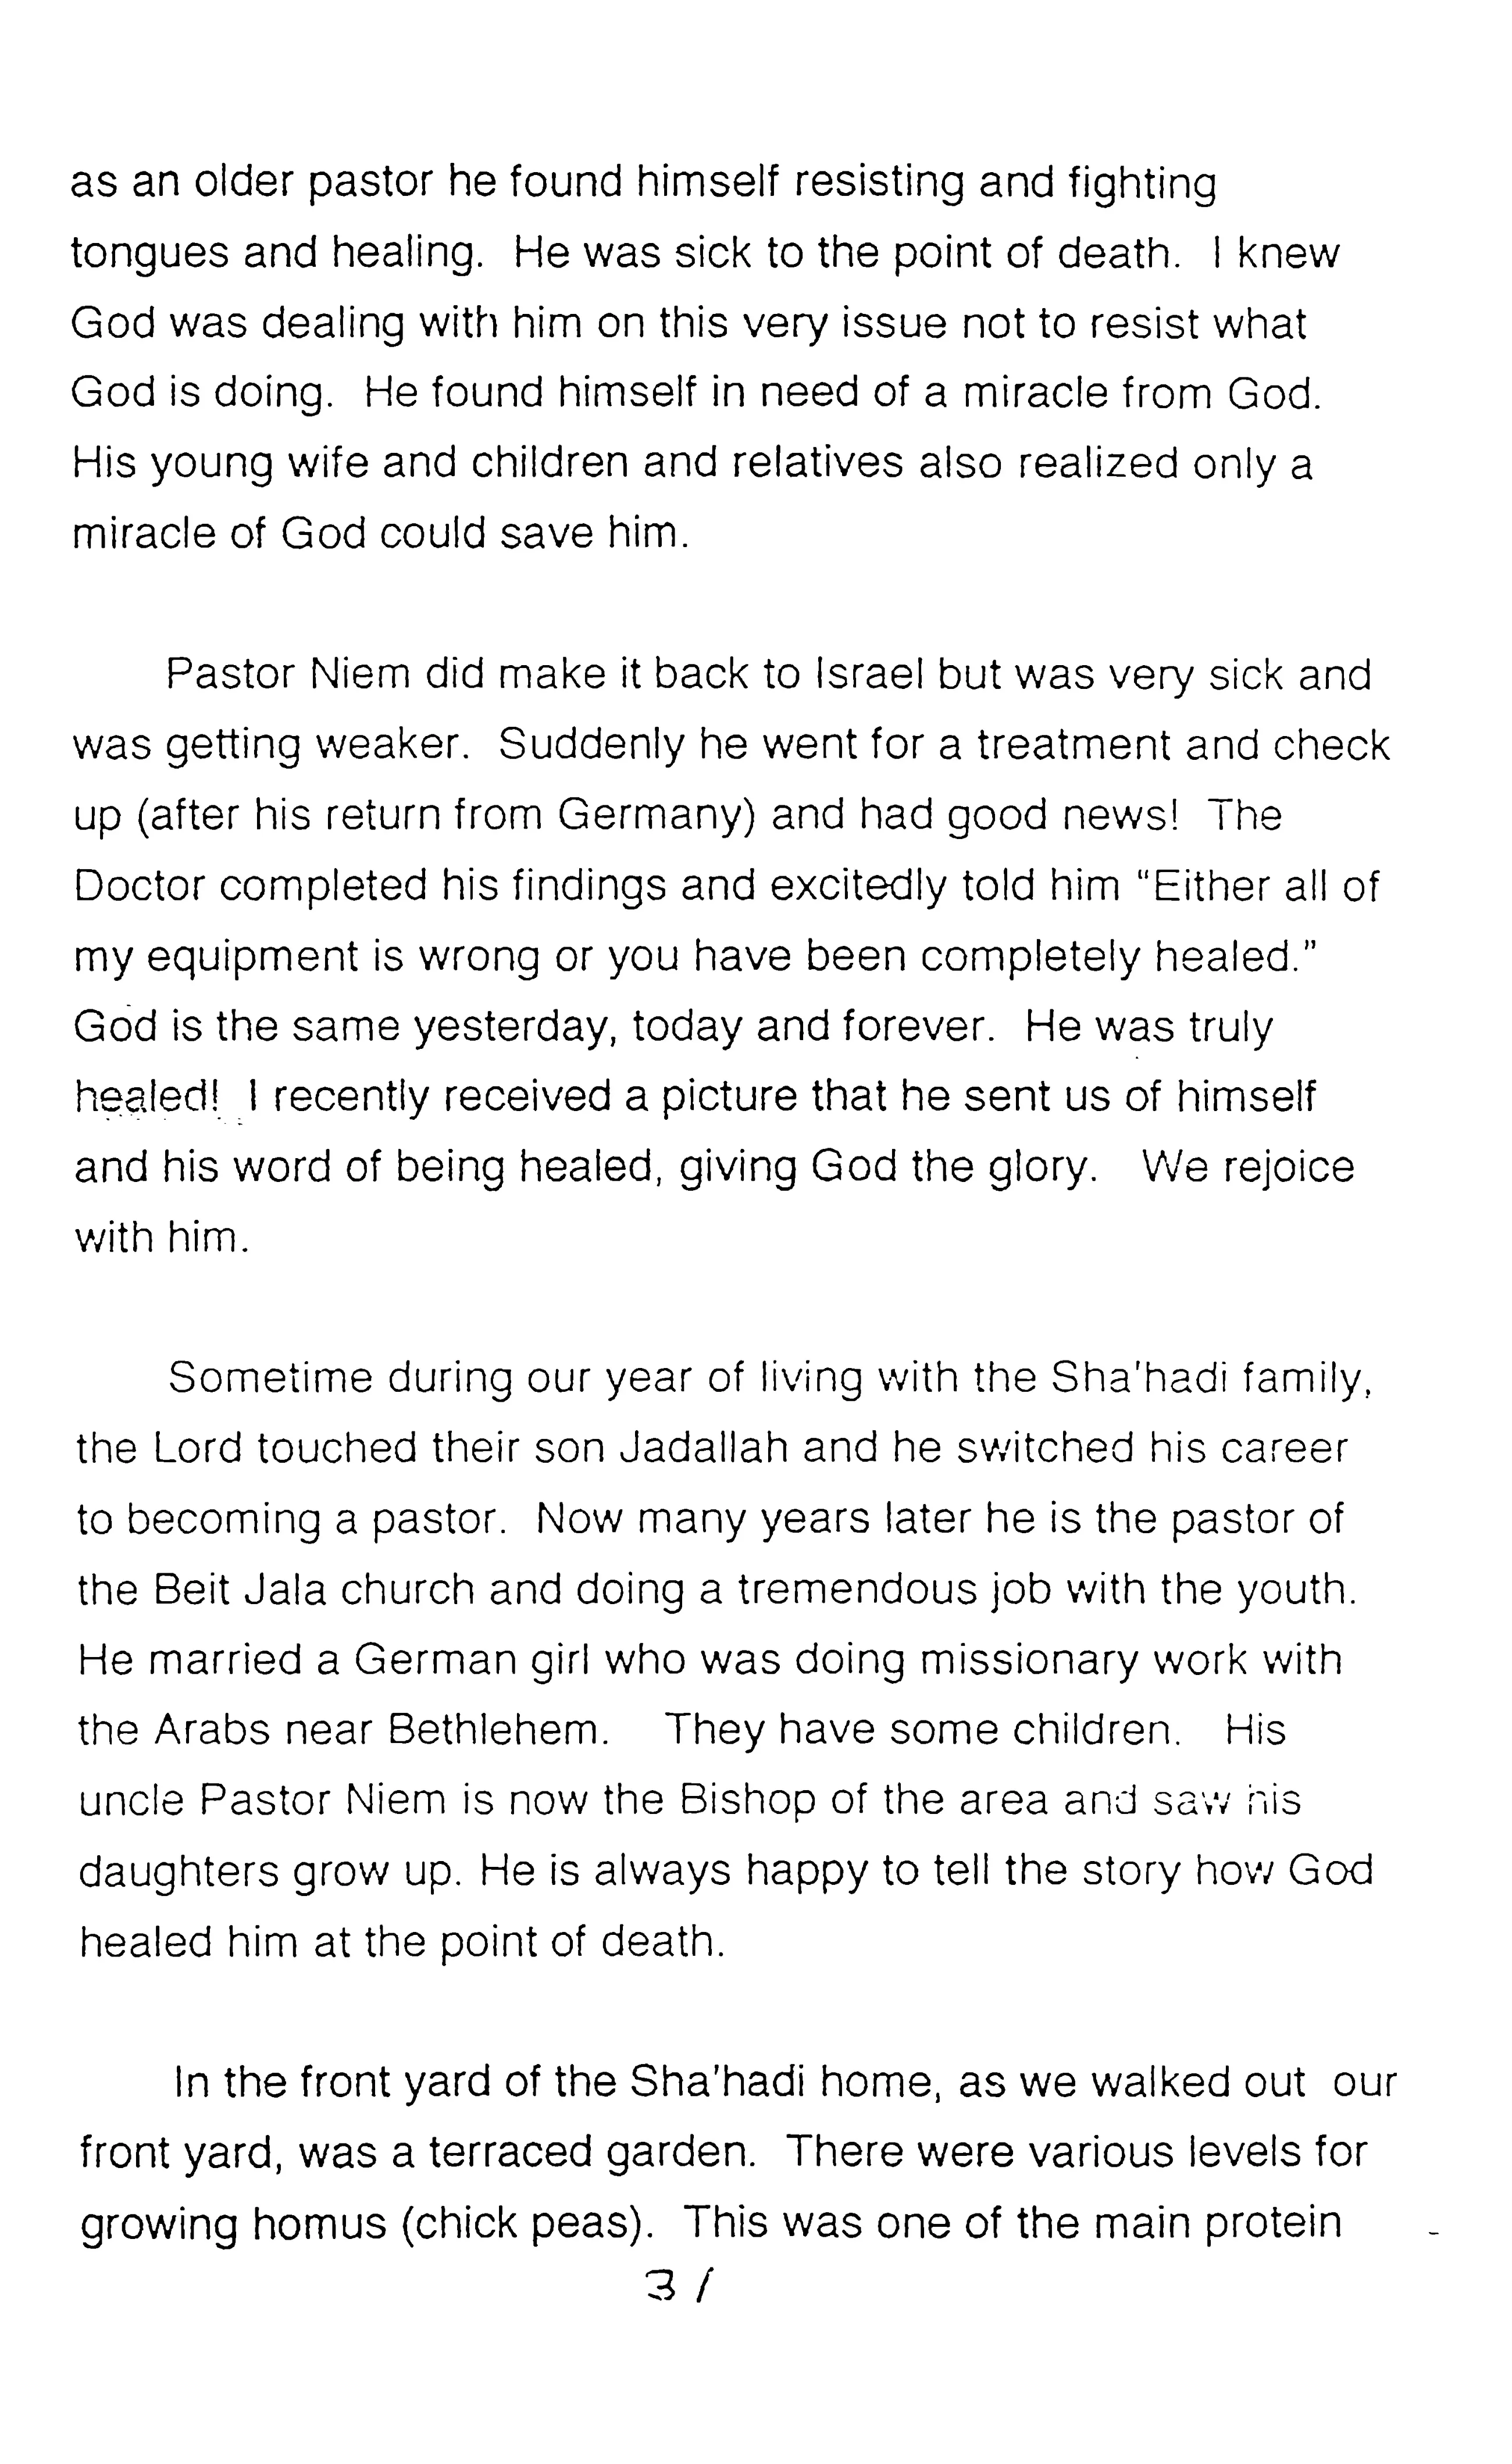 as an older pastor he found himself resisting and fighting
tongues and healing. He was sick to the point of death. I knew
God was dealing with him on this very issue not to resist what
God is doing. He found himself in need of a miracle from God.
His young wife and children and relatives also realized only a
miracle of God could save him.
Pastor Niem did make it back to Israel but was very sick and
was getting weaker. Suddenly he went for a treatment and check
up (after his return from Germany) and had good news! The
Doctor completed his findings and excitedly told him “Either all of
my equipment is wrong or you have been completely healed.”
God is the same yesterday, today and forever. He was truly
healed! I recently received a picture that he sent us of himself
and his word of being healed, giving God the glory. We rejoice
with him.
Sometime during our year of living with the Sha'hadi family,
the Lord touched their son Jadallah and he switched his career
to becoming a pastor. Now many years later he is the pastor of
the Beit Jala church and doing a tremendous job with the youth.
He married a German girl who was doing missionary work with
the Arabs near Bethlehem. They have some children. His
uncle Pastor Niem is now the Bishop of the area and saw his
daughters grow up. He is always happy to tell the story how God
healed him at the point of death.
In the front yard of the Sha'hadi home, as we walked out our
front yard, was a terraced garden. There were various levels for
growing homus (chick peas). This was one of the main protein
31